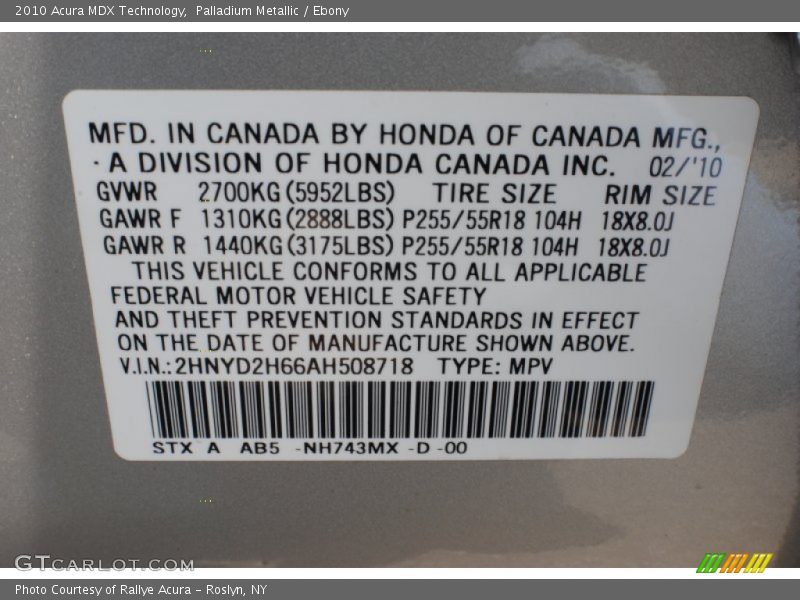 2010 Acura MDX Technology,  Palladium Metallic / Ebony
MFD. IN CANADA BY HONDA OF CANADA MFG.,
A DIVISION OF HONDA CANADA INC. 02/'10
GVWR 2700KG(5952LBS) TIRE SIZE RIM SIZE
GAWR F 1310KG(2888LBS) P255/55R18 104H 18X8.0J
GAWR R 1440KG(3175LBS) P255/55R18 104H 18X8.0J
THIS VEHICLE CONFORMS TO ALL APPLICABLE
FEDERAL MOTOR VEHICLE SAFETY
AND THEFT PREVENTION STANDARDS IN EFFECT
ON THE DATE OF MANUFACTURE SHOWN ABOVE.
V.I.N.: 2HNYD2H66AH508718 TYPE: MPV
STX A AB5 -NH743MX -D -00
GTCARLOT.COM
Photo Courtesy of Rallye Acura - Roslyn, NY